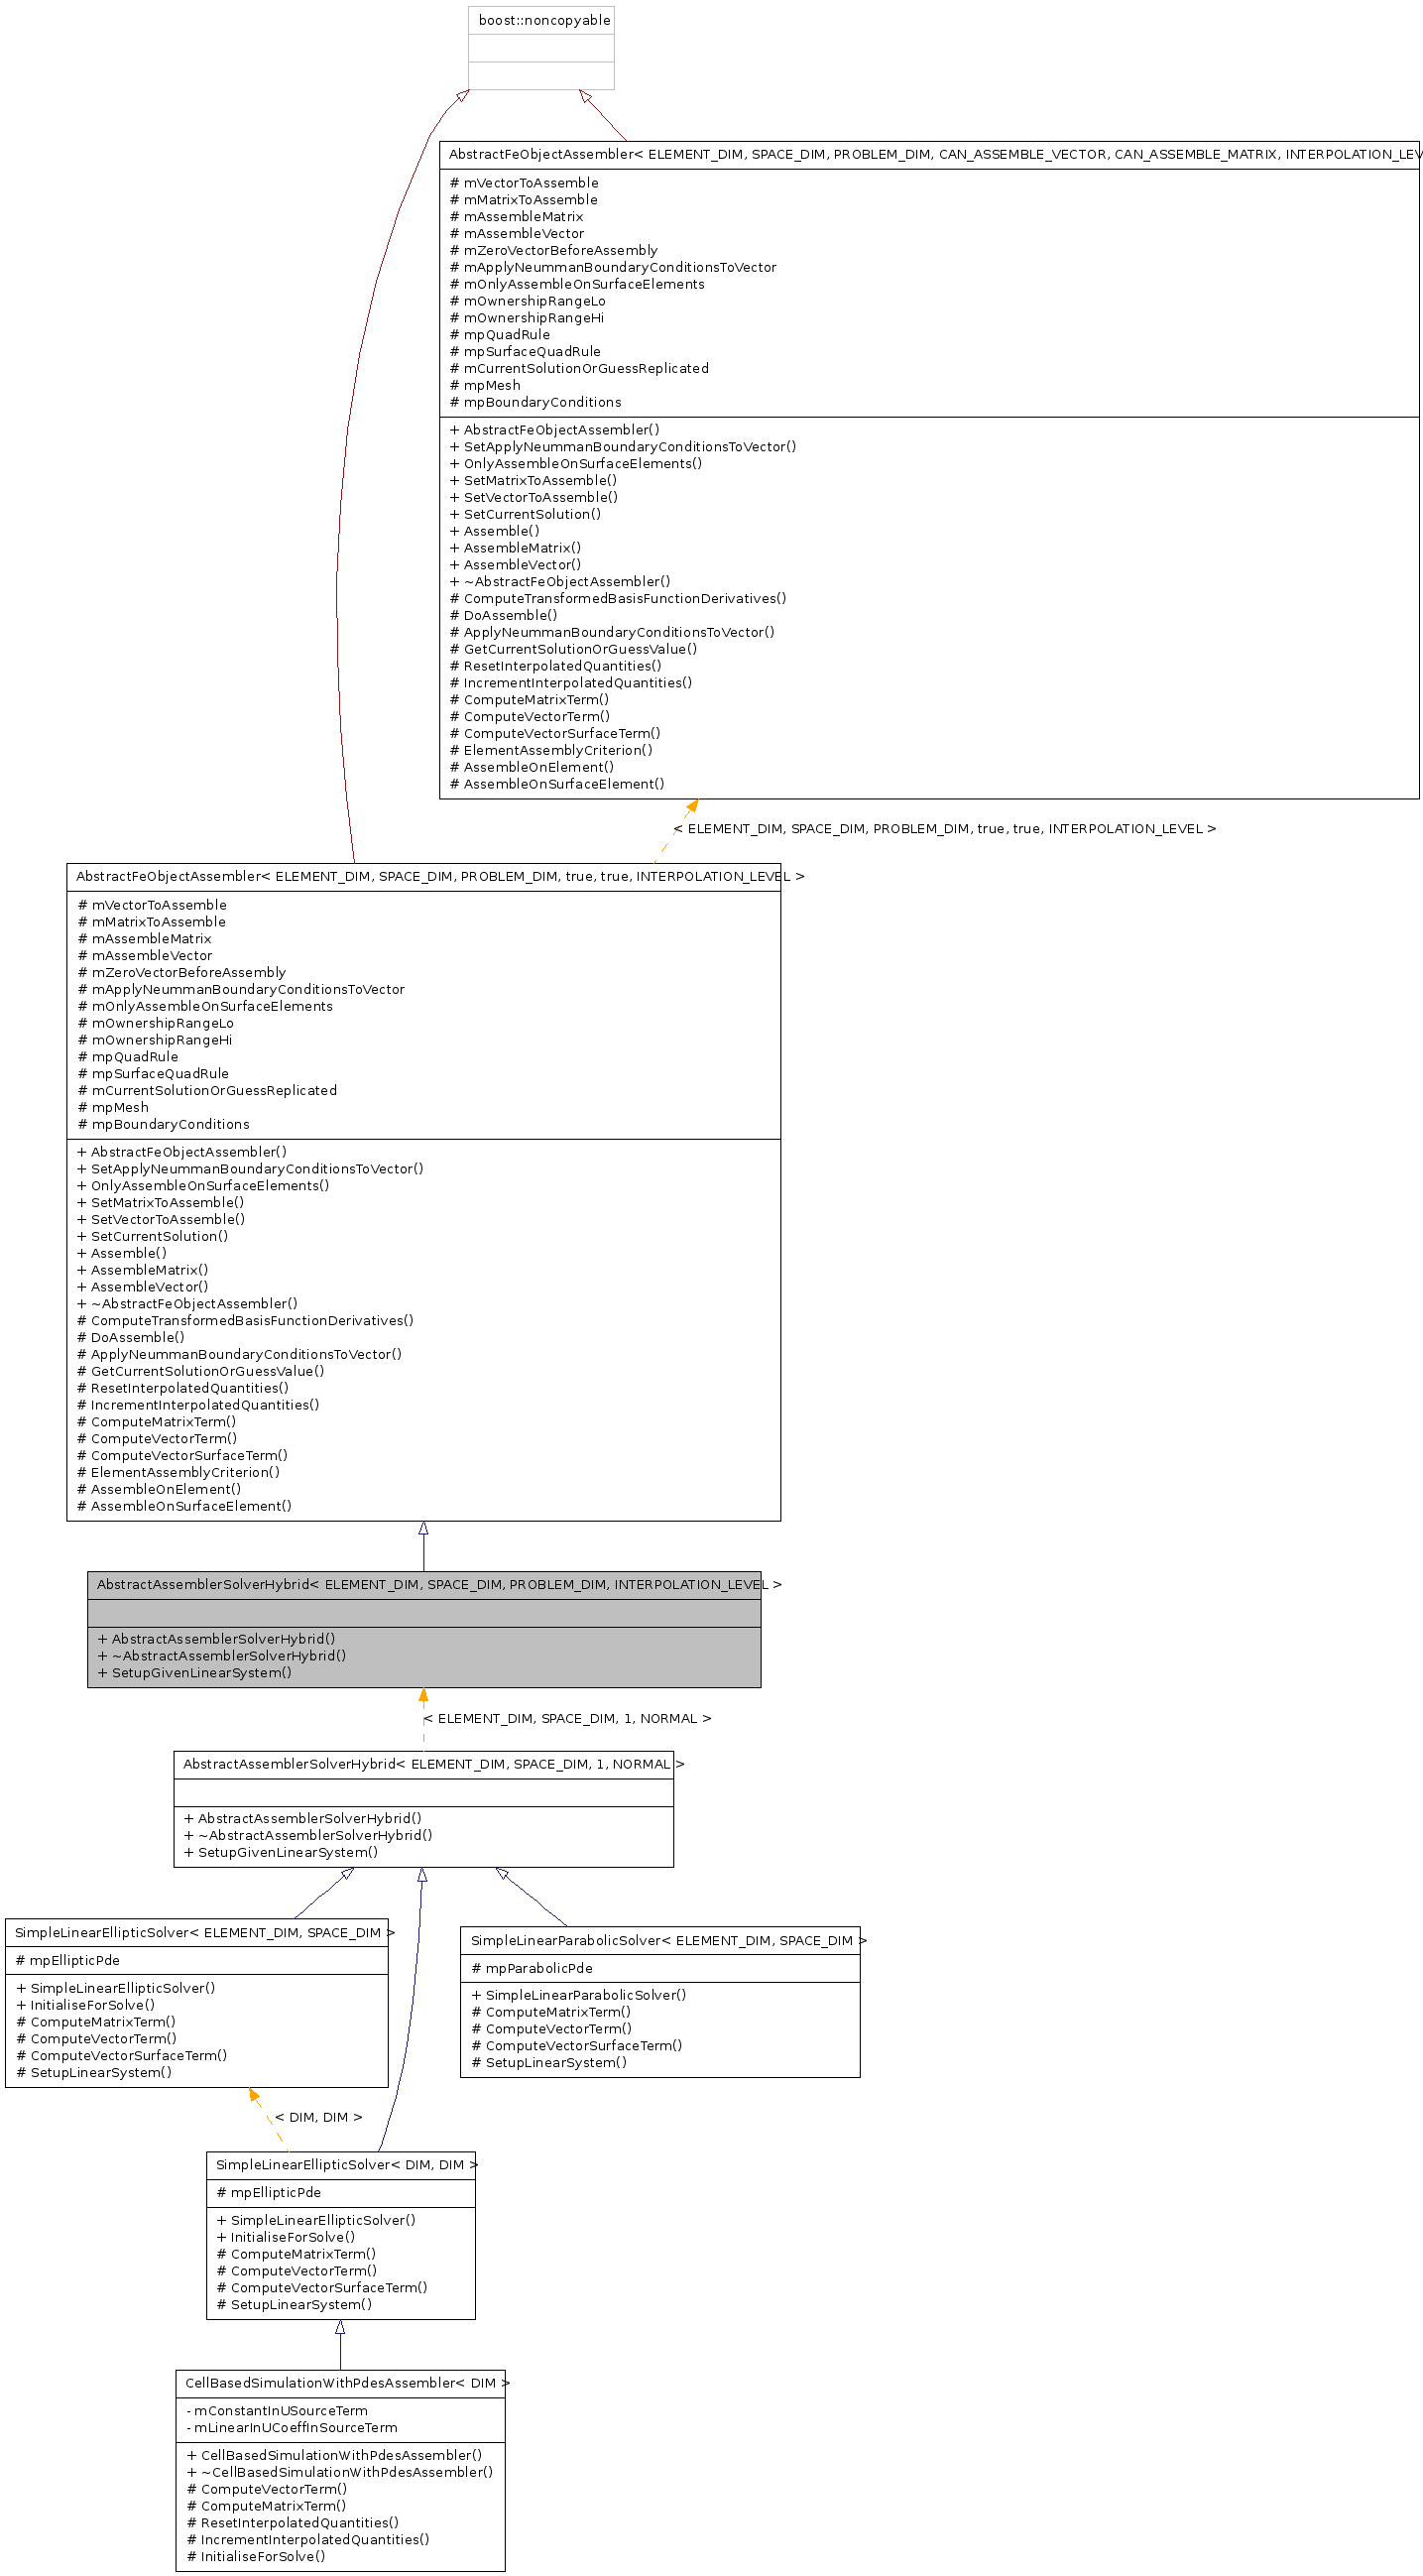 boost::noncopyable
AbstractFeObjectAssembler< ELEMENT_DIM, SPACE_DIM, PROBLEM_DIM, CAN_ASSEMBLE_VECTOR, CAN_ASSEMBLE_MATRIX, INTERPOLATION_LEV
# mVectorToAssemble
# mMatrixToAssemble
# mAssembleMatrix
# mAssembleVector
# mZeroVectorBeforeAssembly
# mApplyNeummanBoundaryConditionsToVector
# mOnlyAssembleOnSurfaceElements
# mOwnershipRangeLo
# mOwnershipRangeHi
# mpQuadRule
# mpSurfaceQuadRule
# mCurrentSolutionOrGuessReplicated
# mpMesh
# mpBoundaryConditions
+ AbstractFeObjectAssembler()
+ SetApplyNeummanBoundaryConditionsToVector()
+ OnlyAssembleOnSurfaceElements()
+ SetMatrixToAssemble()
+ SetVectorToAssemble()
+ SetCurrentSolution()
+ Assemble()
+ AssembleMatrix()
+ AssembleVector()
+ ~AbstractFeObjectAssembler()
# ComputeTransformedBasisFunctionDerivatives()
# DoAssemble()
# ApplyNeummanBoundaryConditionsToVector()
# GetCurrentSolutionOrGuessValue()
# ResetInterpolatedQuantities()
# IncrementInterpolatedQuantities()
# ComputeMatrixTerm()
# ComputeVectorTerm()
# ComputeVectorSurfaceTerm()
# ElementAssemblyCriterion()
# AssembleOnElement()
# AssembleOnSurfaceElement()
< ELEMENT_DIM, SPACE_DIM, PROBLEM_DIM, true, true, INTERPOLATION_LEVEL >
AbstractFeObjectAssembler< ELEMENT_DIM, SPACE_DIM, PROBLEM_DIM, true, true, INTERPOLATION_LEVEL >
# mVectorToAssemble
# mMatrixToAssemble
# mAssembleMatrix
# mAssembleVector
# mZeroVectorBeforeAssembly
# mApplyNeummanBoundaryConditionsToVector
# mOnlyAssembleOnSurfaceElements
# mOwnershipRangeLo
# mOwnershipRangeHi
# mpQuadRule
# mpSurfaceQuadRule
# mCurrentSolutionOrGuessReplicated
# mpMesh
# mpBoundaryConditions
+ AbstractFeObjectAssembler()
+ SetApplyNeummanBoundaryConditionsToVector()
+ OnlyAssembleOnSurfaceElements()
+ SetMatrixToAssemble()
+ SetVectorToAssemble()
+ SetCurrentSolution()
+ Assemble()
+ AssembleMatrix()
+ AssembleVector()
+ ~AbstractFeObjectAssembler()
# ComputeTransformedBasisFunctionDerivatives()
# DoAssemble()
# ApplyNeummanBoundaryConditionsToVector()
# GetCurrentSolutionOrGuessValue()
# ResetInterpolatedQuantities()
# IncrementInterpolatedQuantities()
# ComputeMatrixTerm()
# ComputeVectorTerm()
# ComputeVectorSurfaceTerm()
# ElementAssemblyCriterion()
# AssembleOnElement()
# AssembleOnSurfaceElement()
AbstractAssemblerSolverHybrid< ELEMENT_DIM, SPACE_DIM, PROBLEM_DIM, INTERPOLATION_LEVEL >
+ AbstractAssemblerSolverHybrid()
+ ~AbstractAssemblerSolverHybrid()
+ SetupGivenLinearSystem()
< ELEMENT_DIM, SPACE_DIM, 1, NORMAL >
AbstractAssemblerSolverHybrid< ELEMENT_DIM, SPACE_DIM, 1, NORMAL >
+ AbstractAssemblerSolverHybrid()
+ ~AbstractAssemblerSolverHybrid()
+ SetupGivenLinearSystem()
SimpleLinearEllipticSolver< ELEMENT_DIM, SPACE_DIM >
# mpEllipticPde
+ SimpleLinearEllipticSolver()
+ InitialiseForSolve()
# ComputeMatrixTerm()
# ComputeVectorTerm()
# ComputeVectorSurfaceTerm()
# SetupLinearSystem()
SimpleLinearParabolicSolver< ELEMENT_DIM, SPACE_DIM >
# mpParabolicPde
+ SimpleLinearParabolicSolver()
# ComputeMatrixTerm()
# ComputeVectorTerm()
# ComputeVectorSurfaceTerm()
# SetupLinearSystem()
< DIM, DIM >
SimpleLinearEllipticSolver< DIM, DIM >
# mpEllipticPde
+ SimpleLinearEllipticSolver()
+ InitialiseForSolve()
# ComputeMatrixTerm()
# ComputeVectorTerm()
# ComputeVectorSurfaceTerm()
# SetupLinearSystem()
CellBasedSimulationWithPdesAssembler< DIM >
- mConstantInUSourceTerm
- mLinearInUCoeffInSourceTerm
+ CellBasedSimulationWithPdesAssembler()
+ ~CellBasedSimulationWithPdesAssembler()
# ComputeVectorTerm()
# ComputeMatrixTerm()
# ResetInterpolatedQuantities()
# IncrementInterpolatedQuantities()
# InitialiseForSolve()